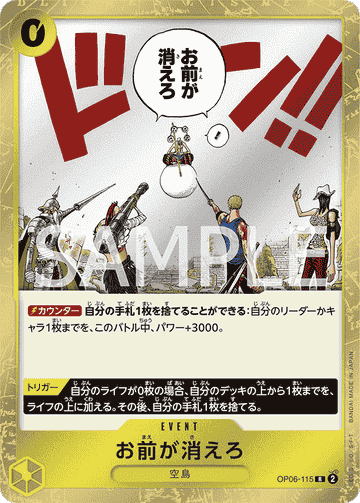 0
ドン!!
お前が
消えろ
!
SAMPLE
カウンター 自分の手札1枚を捨てることができる：自分のリーダーかキ
ャラ1枚までを、このバトル中、パワー+3000。
トリガー 自分のライフが0枚の場合、自分のデッキの上から1枚までを、
ライフの上に加える。その後、自分の手札1枚を捨てる。
EVENT
お前が消えろ
空島
OP06-115 R 2
BANDAI MADE IN JAPAN